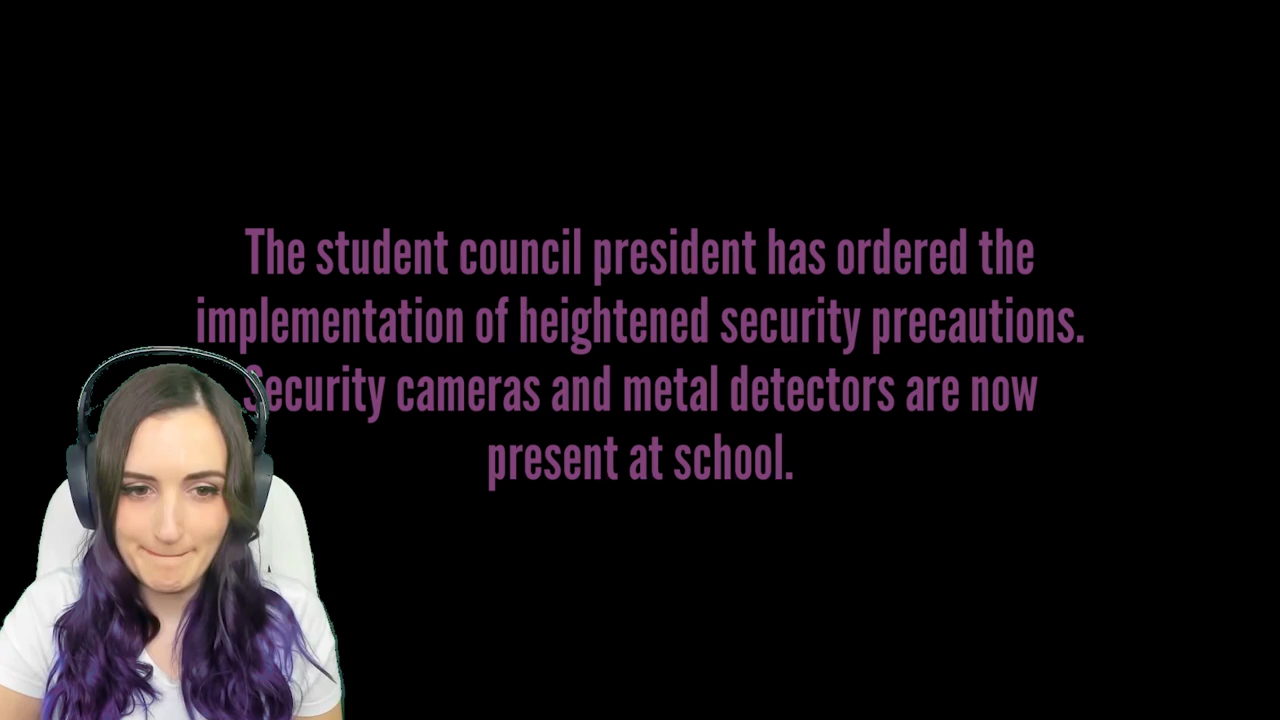 The student council president has ordered the
implementation of heightened security precautions.
Security cameras and metal detectors are now
present at school.